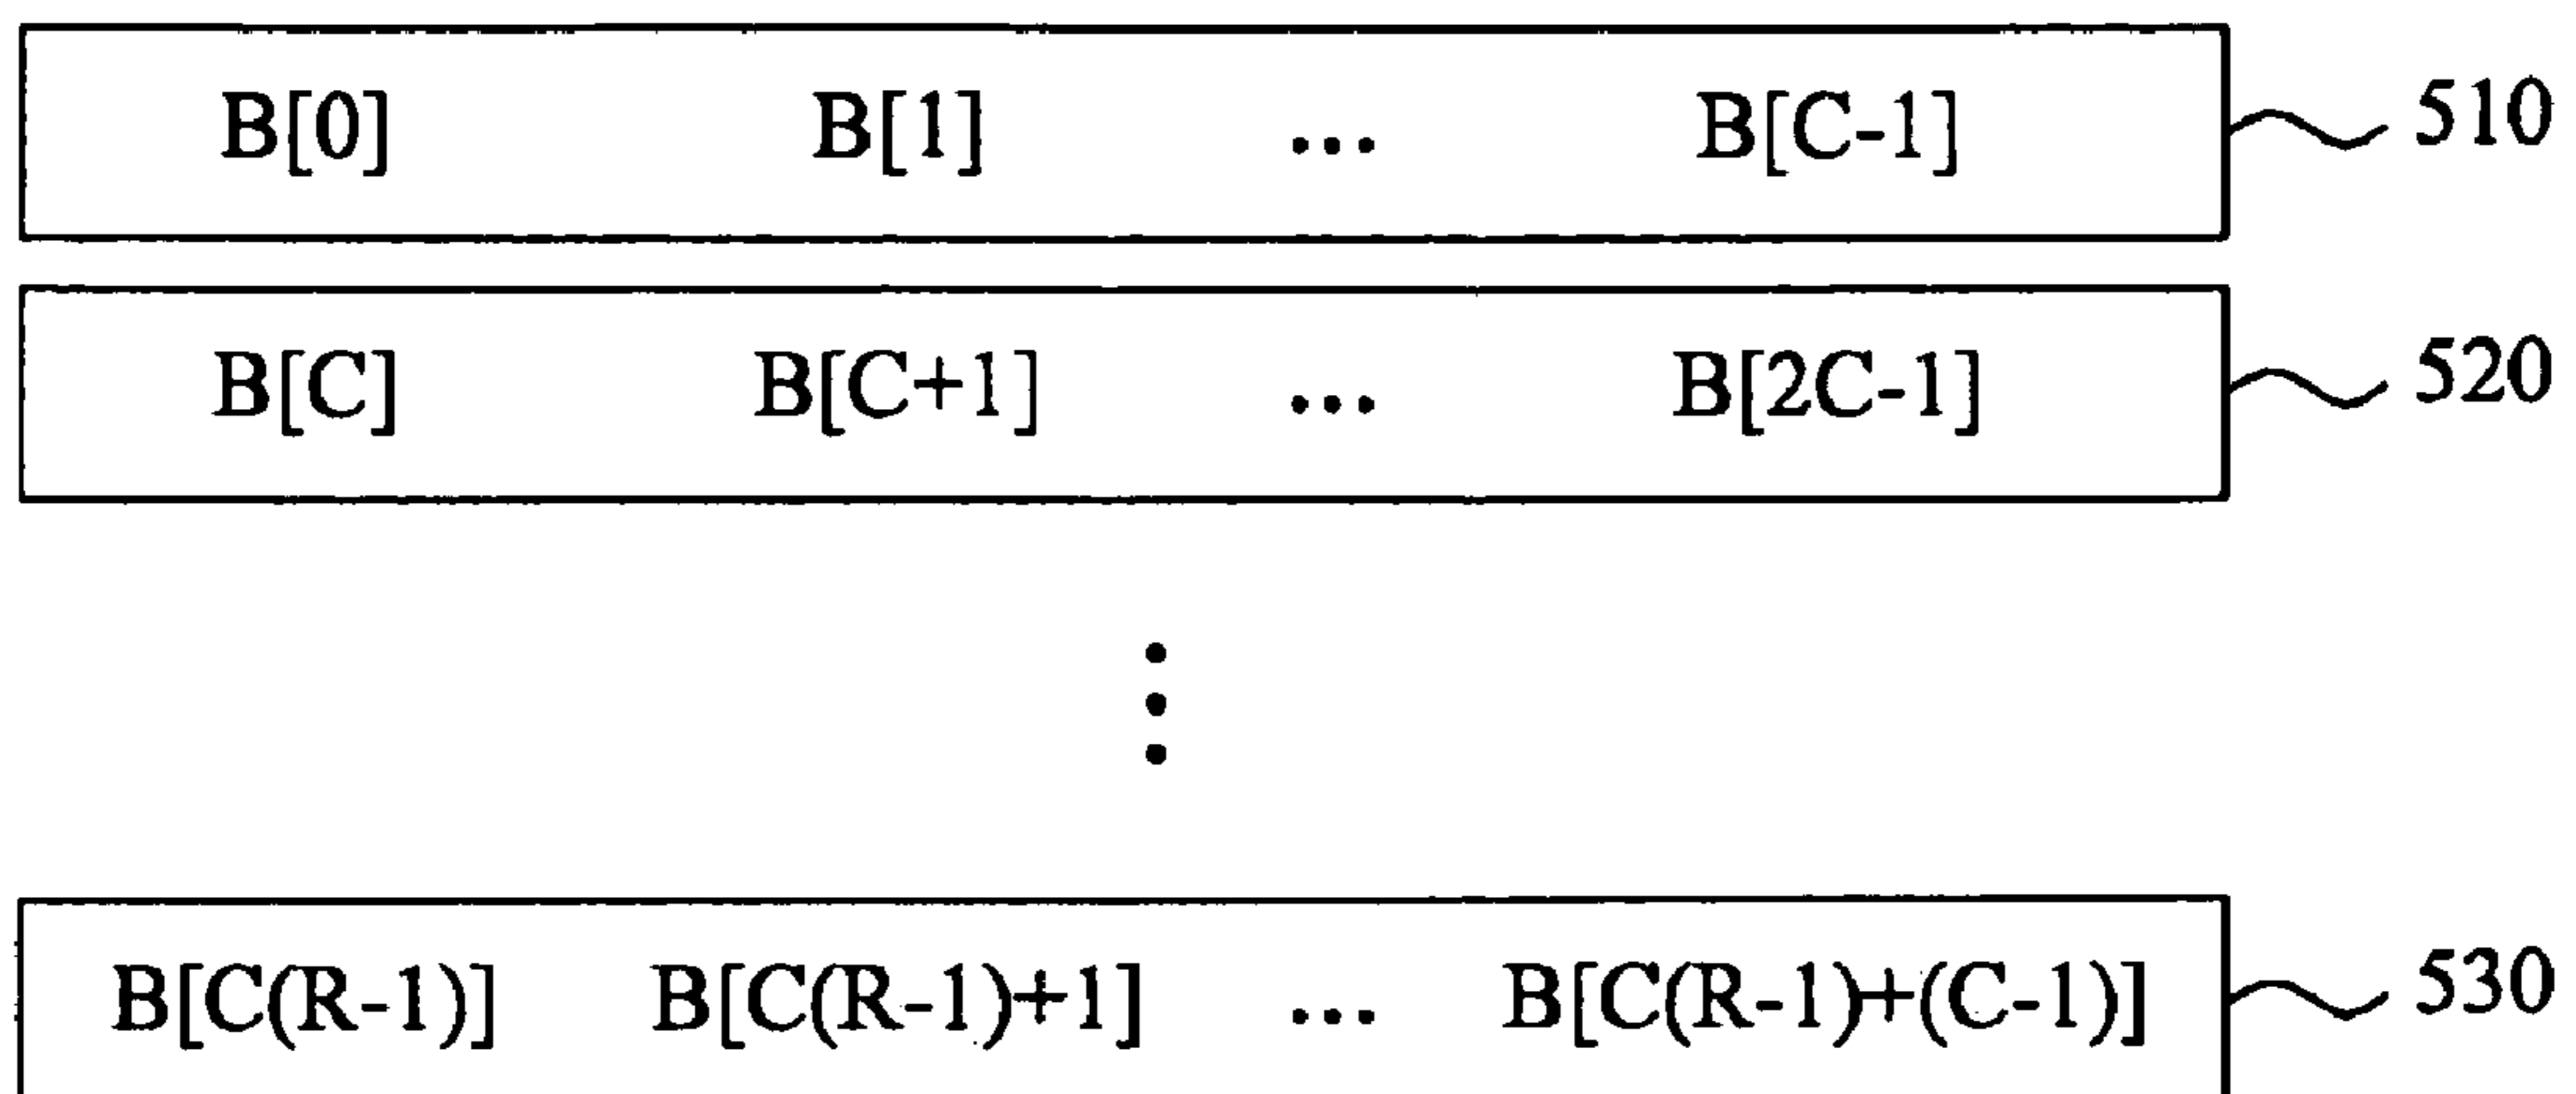 B[0] B[1] ... B[C-1] 510
B[C] B[C+1] ... B[2C-1] 520
B[C(R-1)] B[C(R-1)+1] ... B[C(R-1)+(C-1)] 530